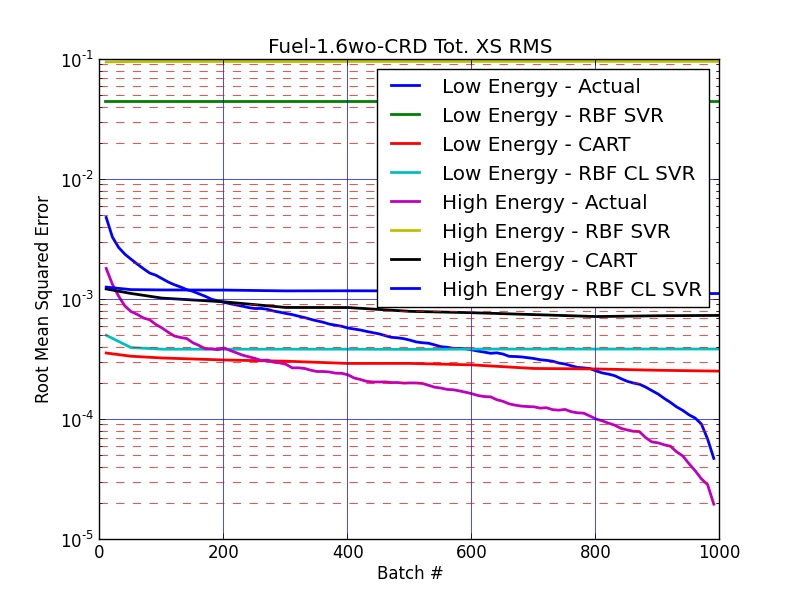 Fuel-1.6wo-CRD Tot. XS RMS
Root Mean Squared Error
10^-1
10^-2
10^-3
10^-4
10^-5
Low Energy - Actual
Low Energy - RBF SVR
Low Energy - CART
Low Energy - RBF CL SVR
High Energy - Actual
High Energy - RBF SVR
High Energy - CART
High Energy - RBF CL SVR
0 200 400 600 800 1000
Batch #